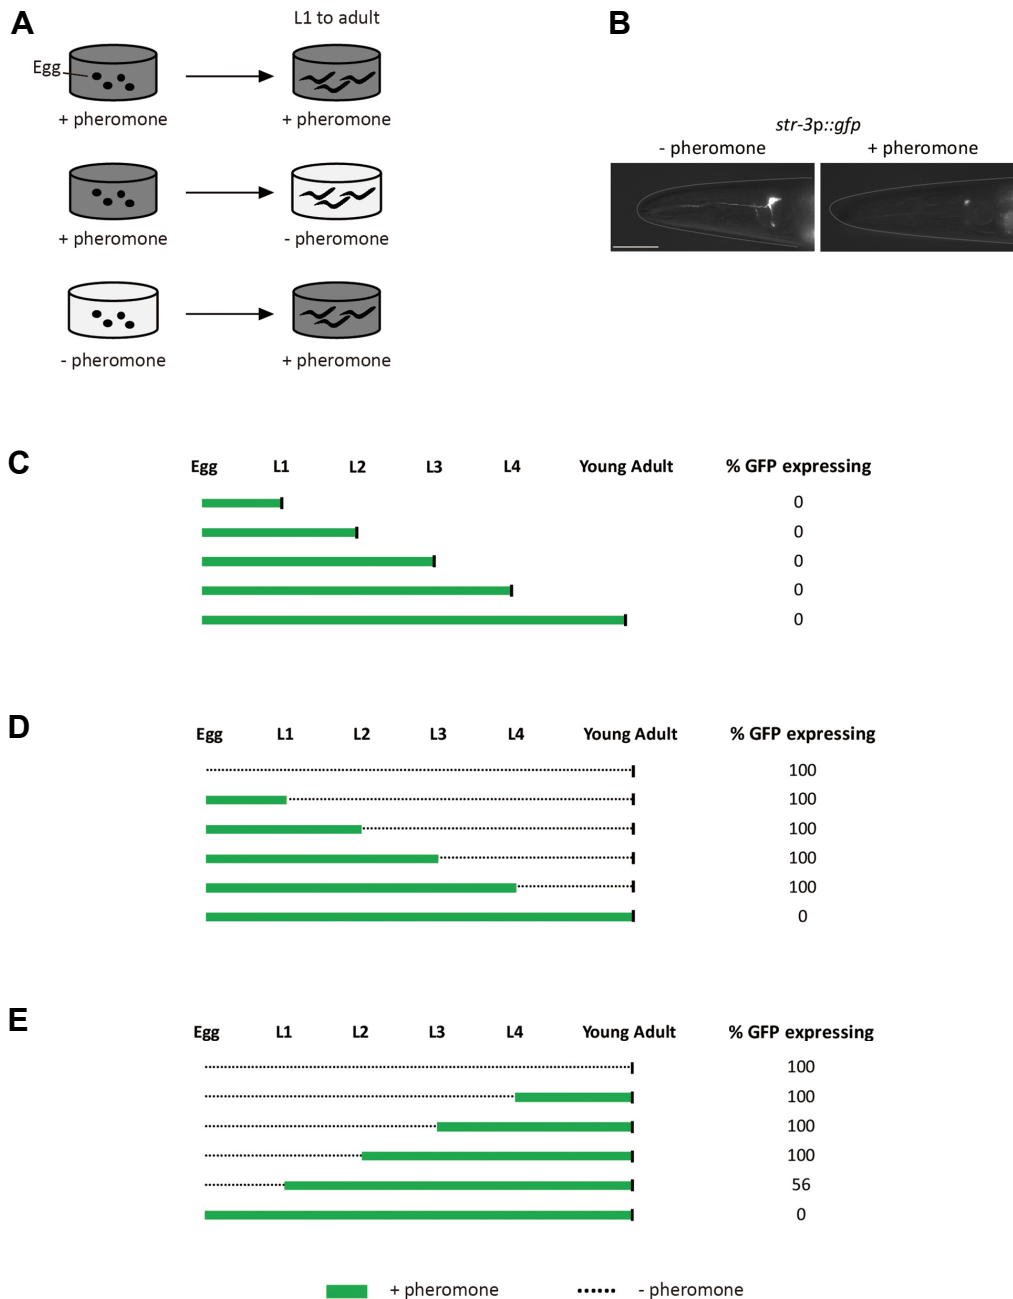 A
L1 to adult
Egg
+ pheromone
+ pheromone
+ pheromone
- pheromone
- pheromone
+ pheromone
B
str-3p::gfp
- pheromone
+ pheromone
C
Egg L1 L2 L3 L4 Young Adult % GFP expressing
0
0
0
0
0
D
Egg L1 L2 L3 L4 Young Adult % GFP expressing
100
100
100
100
100
0
E
Egg L1 L2 L3 L4 Young Adult % GFP expressing
100
100
100
100
56
0
+ pheromone
- pheromone